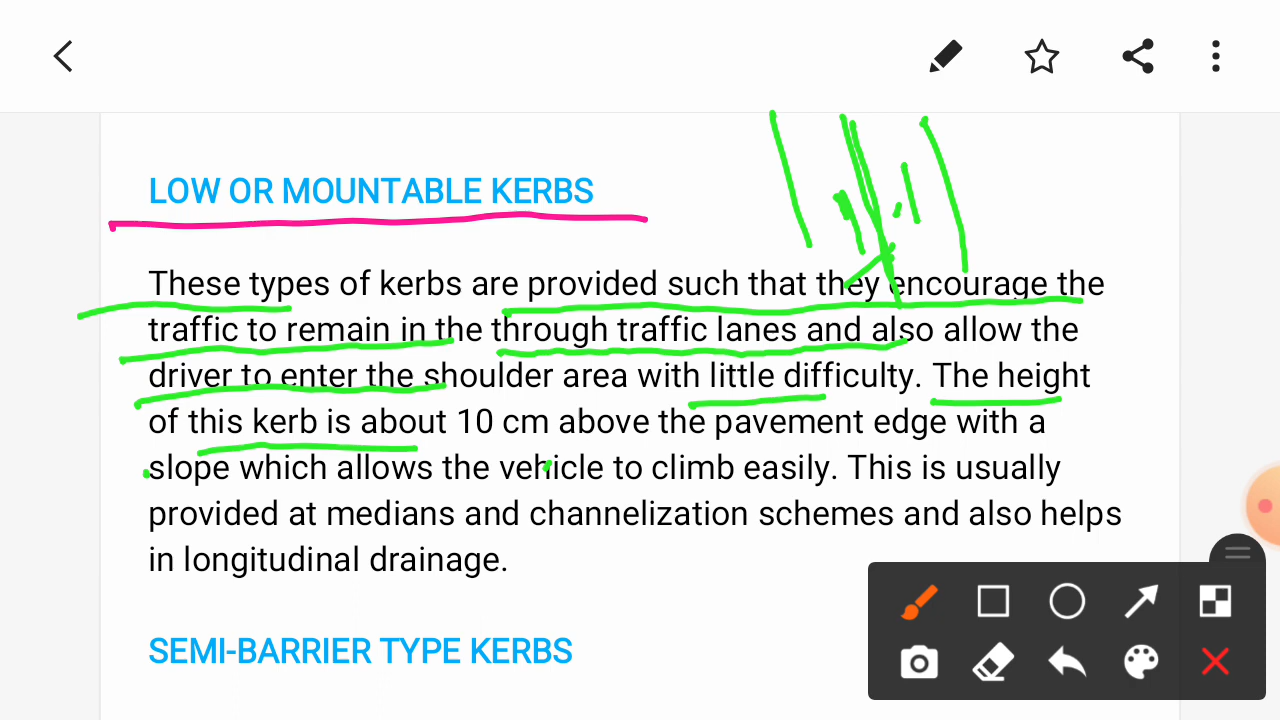 LOW OR MOUNTABLE KERBS
These types of kerbs are provided such that they encourage the
traffic to remain in the through traffic lanes and also allow the
driver to enter the shoulder area with little difficulty. The height
of this kerb is about 10 cm above the pavement edge with a
slope which allows the vehicle to climb easily. This is usually
provided at medians and channelization schemes and also helps
in longitudinal drainage.
SEMI-BARRIER TYPE KERBS